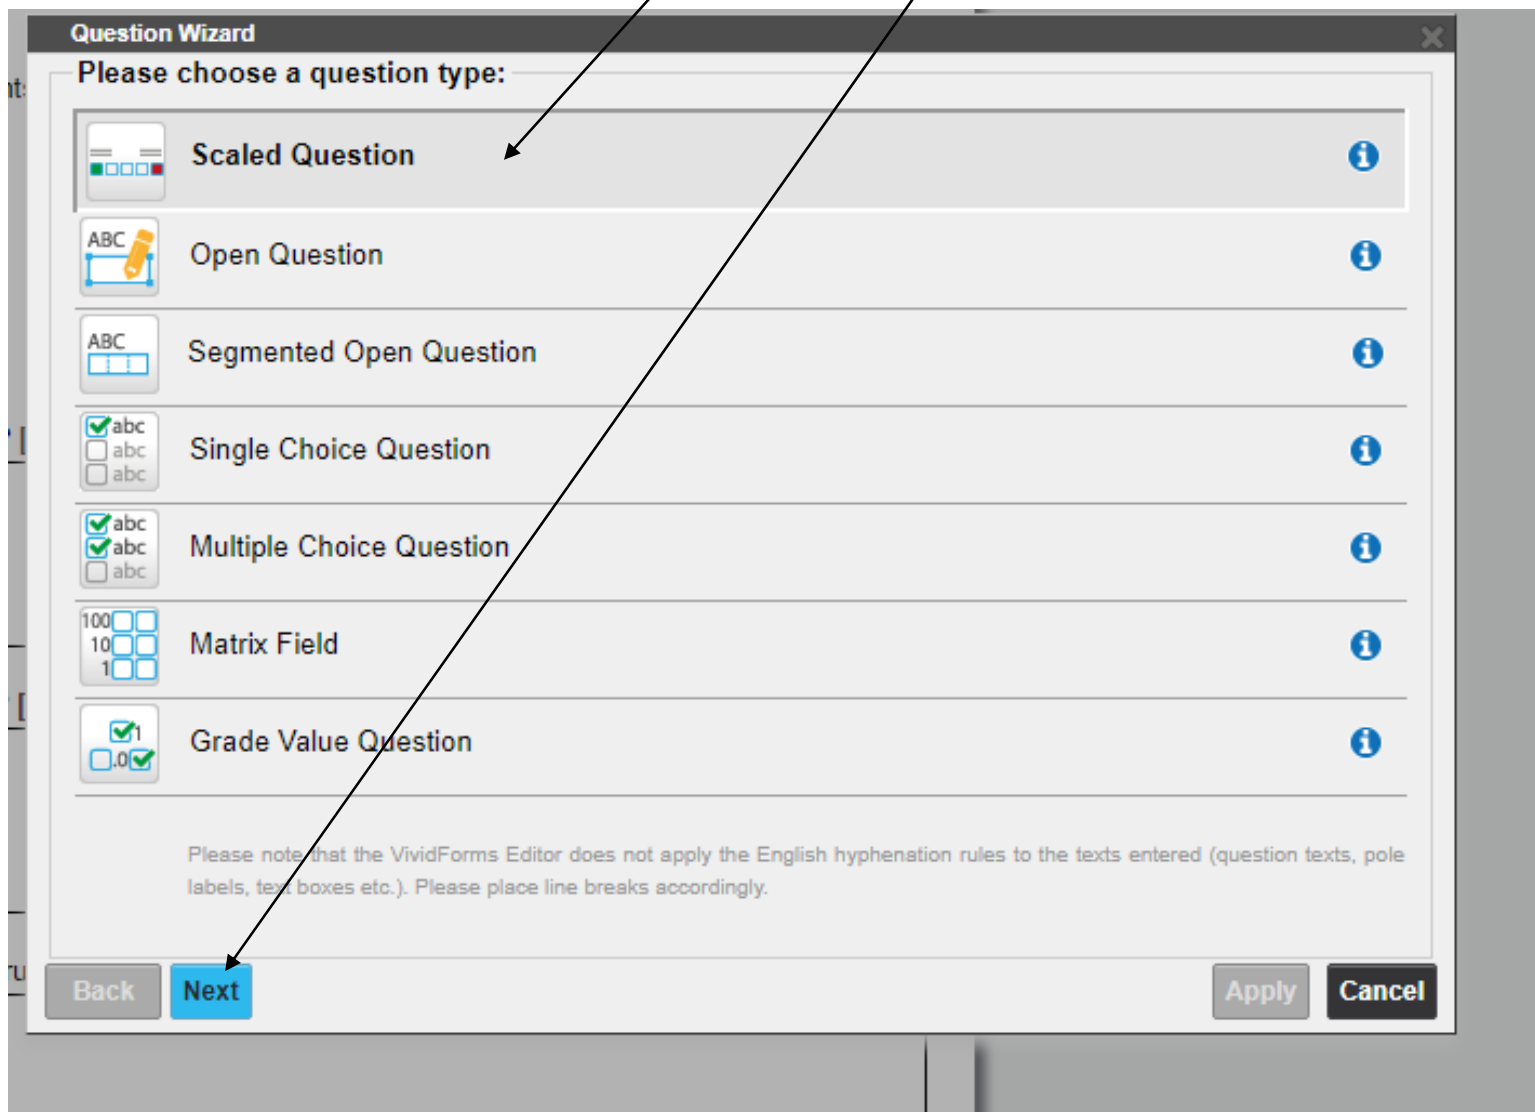 Question Wizard
Please choose a question type:
Scaled Question
ABC
Open Question
ABC
Segmented Open Question
abc
abc
abc
Single Choice Question
abc
abc
abc
Multiple Choice Question
100
10
1
Matrix Field
1
.0
Grade Value Question
Please note that the VividForms Editor does not apply the English hyphenation rules to the texts entered (question texts, pole
labels, text boxes etc.). Please place line breaks accordingly.
Back Next Apply Cancel